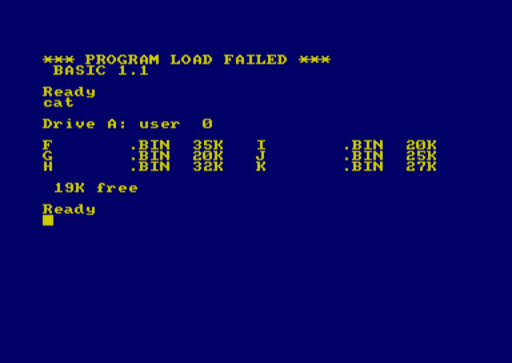 *** PROGRAM LOAD FAILED ***
 BASIC 1.1
Ready
cat
Drive A: user  0
F       .BIN  35K   I       .BIN  20K
G       .BIN  20K   J       .BIN  25K
H       .BIN  32K   K       .BIN  27K
 19K free
Ready